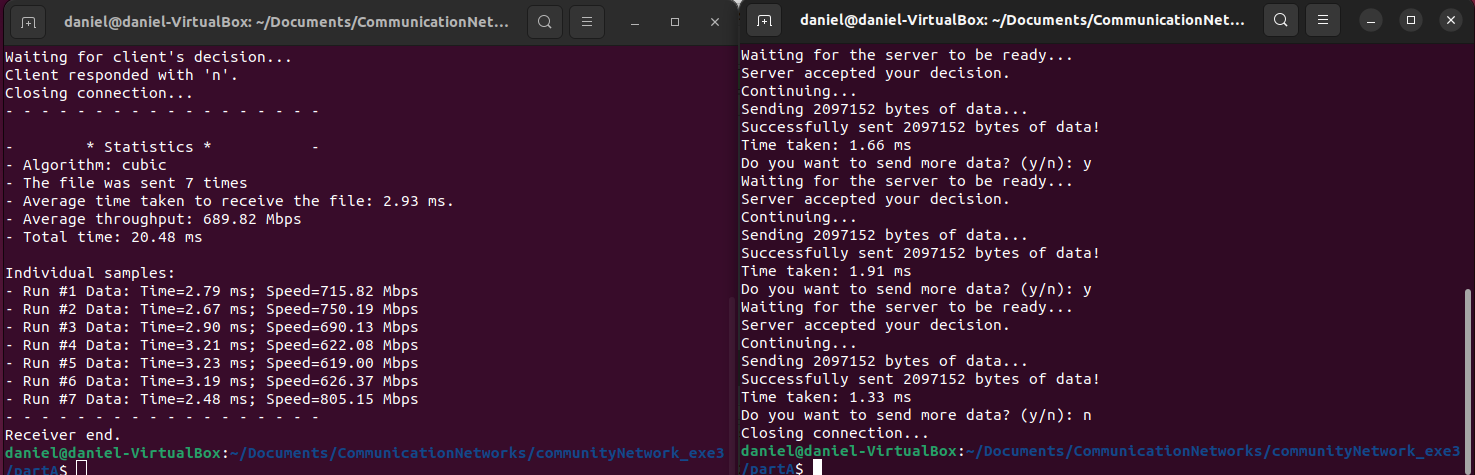 daniel@daniel-VirtualBox: ~/Documents/CommunicationNet...
Waiting for client's decision...
Client responded with 'n'.
Closing connection...
- - - - - - - - - - - - - - - - - -
-        * Statistics *           -
- Algorithm: cubic
- The file was sent 7 times
- Average time taken to receive the file: 2.93 ms.
- Average throughput: 689.82 Mbps
- Total time: 20.48 ms
Individual samples:
- Run #1 Data: Time=2.79 ms; Speed=715.82 Mbps
- Run #2 Data: Time=2.67 ms; Speed=750.19 Mbps
- Run #3 Data: Time=2.90 ms; Speed=690.13 Mbps
- Run #4 Data: Time=3.21 ms; Speed=622.08 Mbps
- Run #5 Data: Time=3.23 ms; Speed=619.00 Mbps
- Run #6 Data: Time=3.19 ms; Speed=626.37 Mbps
- Run #7 Data: Time=2.48 ms; Speed=805.15 Mbps
- - - - - - - - - - - - - - - - - -
Receiver end.
daniel@daniel-VirtualBox:~/Documents/CommunicationNetworks/communityNetwork_exe3
/partA$
daniel@daniel-VirtualBox: ~/Documents/CommunicationNet...
Waiting for the server to be ready...
Server accepted your decision.
Continuing...
Sending 2097152 bytes of data...
Successfully sent 2097152 bytes of data!
Time taken: 1.66 ms
Do you want to send more data? (y/n): y
Waiting for the server to be ready...
Server accepted your decision.
Continuing...
Sending 2097152 bytes of data...
Successfully sent 2097152 bytes of data!
Time taken: 1.91 ms
Do you want to send more data? (y/n): y
Waiting for the server to be ready...
Server accepted your decision.
Continuing...
Sending 2097152 bytes of data...
Successfully sent 2097152 bytes of data!
Time taken: 1.33 ms
Do you want to send more data? (y/n): n
Closing connection...
daniel@daniel-VirtualBox:~/Documents/CommunicationNetworks/communityNetwork_exe3
/partA$